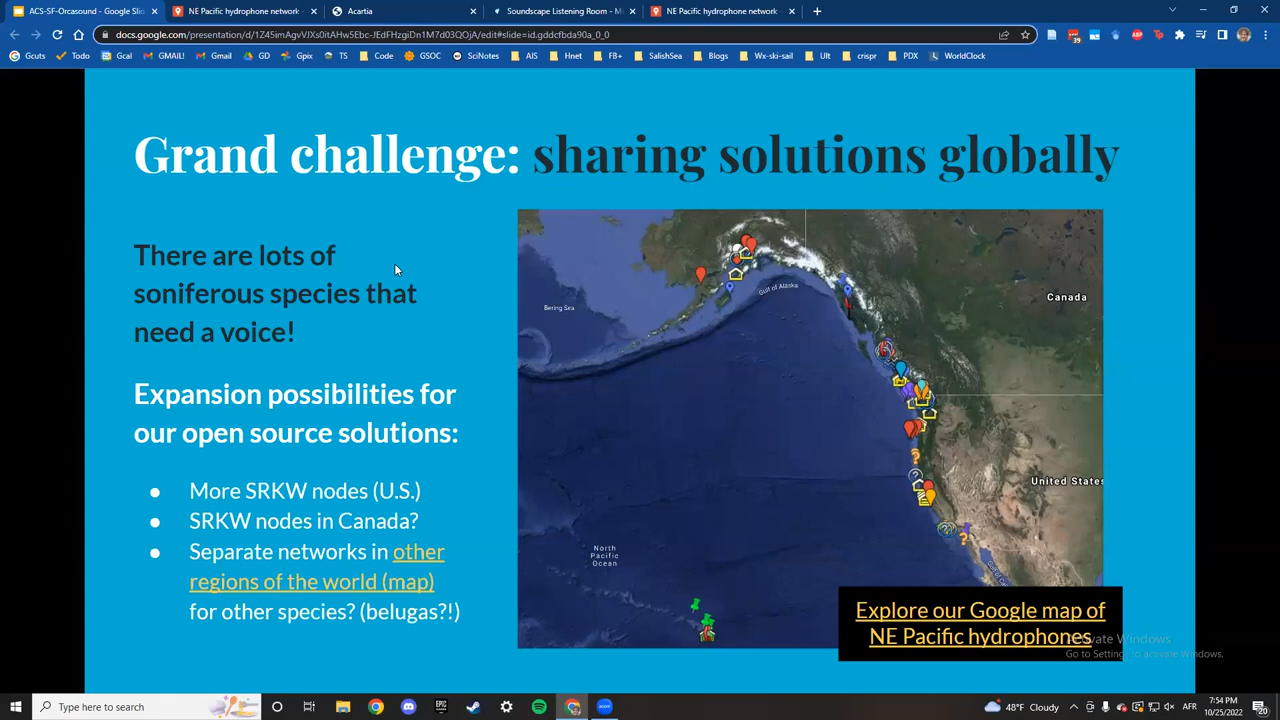 ACS-SF-Orcasound - Google Slid
NE Pacific hydrophone network -
Acartia
Soundscape Listening Room - M
NE Pacific hydrophone network -
docs.google.com/presentation/d/1Z45imAgvVJXs0itAHw5Ebc-JEdFHzgiDn1M7d03QOjA/edit#slide=id.gddcfbda90a_0_0
Gcuts
Todo
Gcal
GMAIL!
Gmail
GD
Gpix
TS
Code
GSOC
SciNotes
AIS
Hnet
FB+
SalishSea
Blogs
Wx-ski-sail
Ult
crispr
PDX
WorldClock
Grand challenge: sharing solutions globally
There are lots of
soniferous species that
need a voice!
Expansion possibilities for
our open source solutions:
● More SRKW nodes (U.S.)
● SRKW nodes in Canada?
● Separate networks in other
regions of the world (map)
for other species? (belugas?!)
Bering Sea
Gulf of Alaska
Canada
United States
North
Pacific
Ocean
Explore our Google map of
NE Pacific hydrophones
Activate Windows
Go to Settings to activate Windows.
Type here to search
48°F Cloudy
AFR
7:54 PM
10/25/2022
20